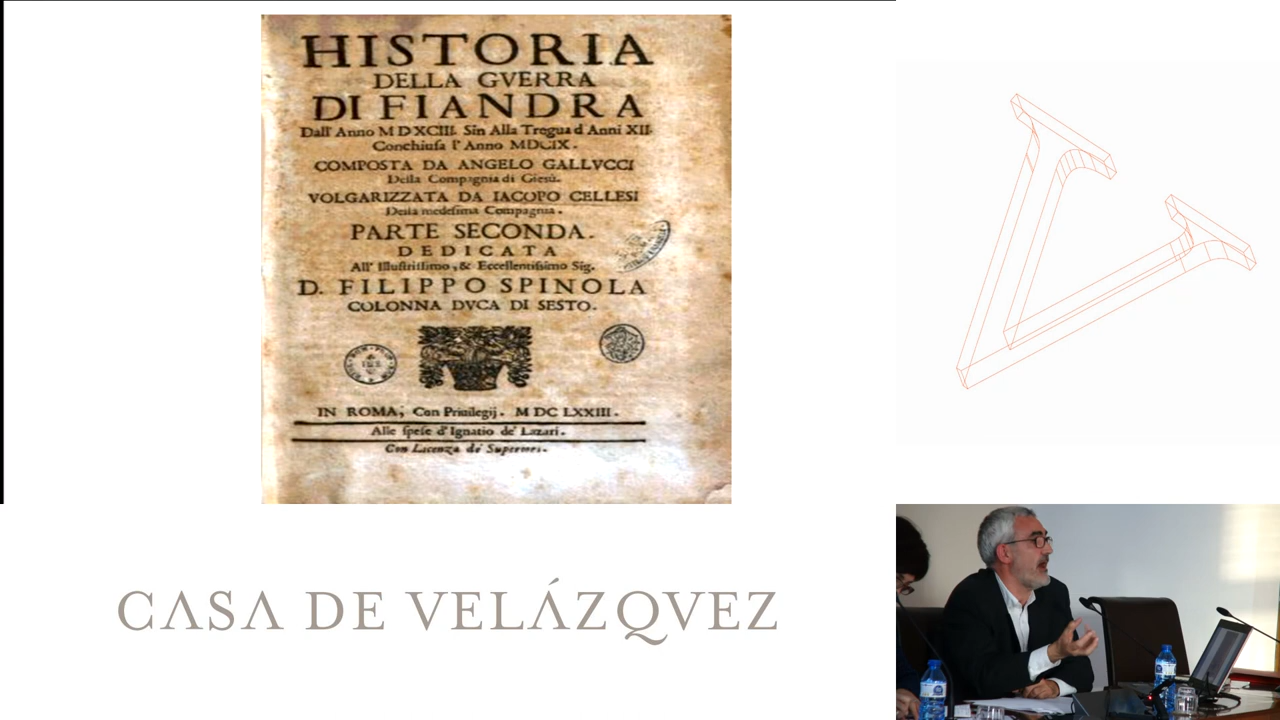 HISTORIA
DELLA GVERRA
DI FIANDRA
Dall' Anno MDXCIII. Sin Alla Tregua d Anni XII.
Conchiusa l' Anno MDCIX.
COMPOSTA DA ANGELO GALLVCCI
Della Compagnia di Giesù.
VOLGARIZZATA DA IACOPO CELLESI
Della medesima Compagnia.
PARTE SECONDA.
DEDICATA
All' Illustrissimo, & Eccellentissimo Sig.
D. FILIPPO SPINOLA
COLONNA DVCA DI SESTO.
IN ROMA, Con Priuilegij. M DC LXXIII.
Alle spese d' Ignatio de' Lazari.
Con Licenza de' Superiori.
CASA DE VELÁZQVEZ